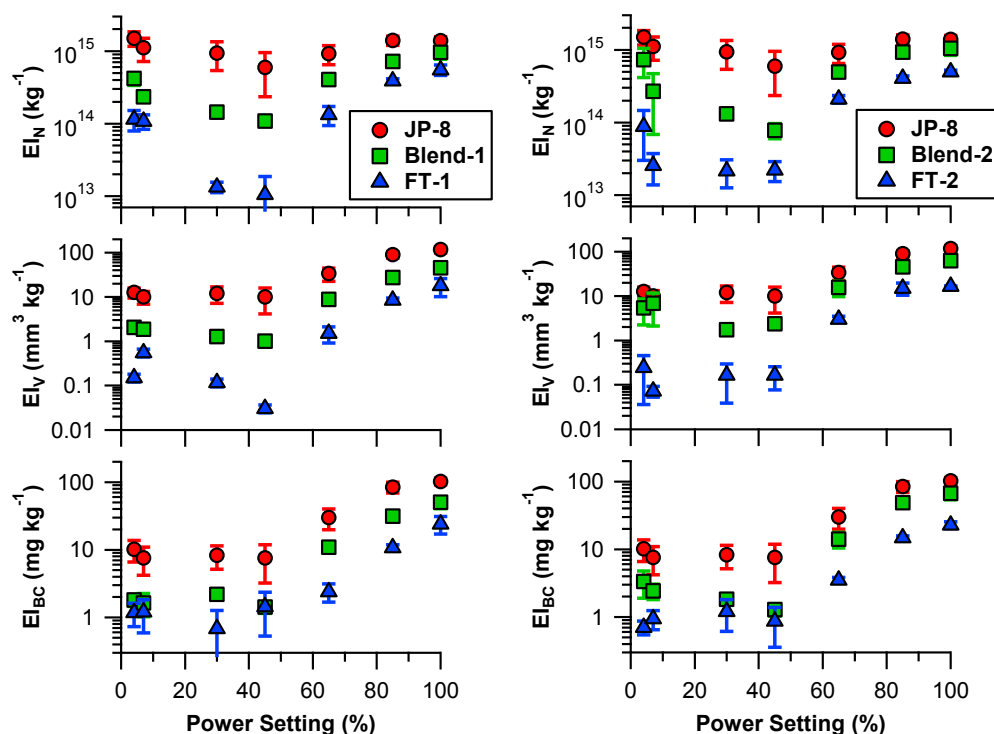 EI_N (kg^-1)
10^15
10^14
10^13
JP-8
Blend-1
FT-1
EI_N (kg^-1)
10^15
10^14
10^13
JP-8
Blend-2
FT-2
EI_V (mm^3 kg^-1)
100
10
1
0.1
0.01
EI_V (mm^3 kg^-1)
100
10
1
0.1
0.01
EI_BC (mg kg^-1)
100
10
1
0 20 40 60 80 100
Power Setting (%)
EI_BC (mg kg^-1)
100
10
1
0 20 40 60 80 100
Power Setting (%)